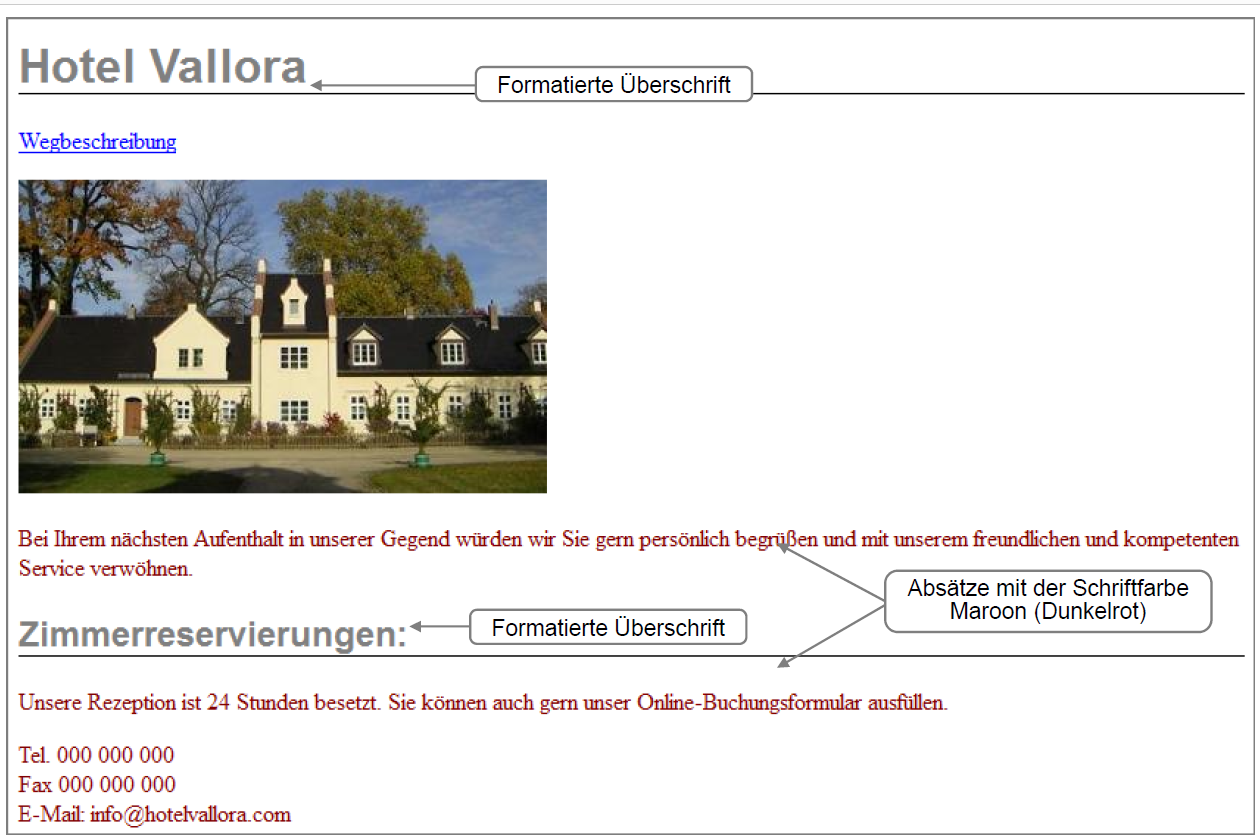 Hotel Vallora
Formatierte Überschrift
Wegbeschreibung
Bei Ihrem nächsten Aufenthalt in unserer Gegend würden wir Sie gern persönlich begrüßen und mit unserem freundlichen und kompetenten
Service verwöhnen.
Absätze mit der Schriftfarbe
Maroon (Dunkelrot)
Zimmerreservierungen:
Formatierte Überschrift
Unsere Rezeption ist 24 Stunden besetzt. Sie können auch gern unser Online-Buchungsformular ausfüllen.
Tel. 000 000 000
Fax 000 000 000
E-Mail: info@hotelvallora.com